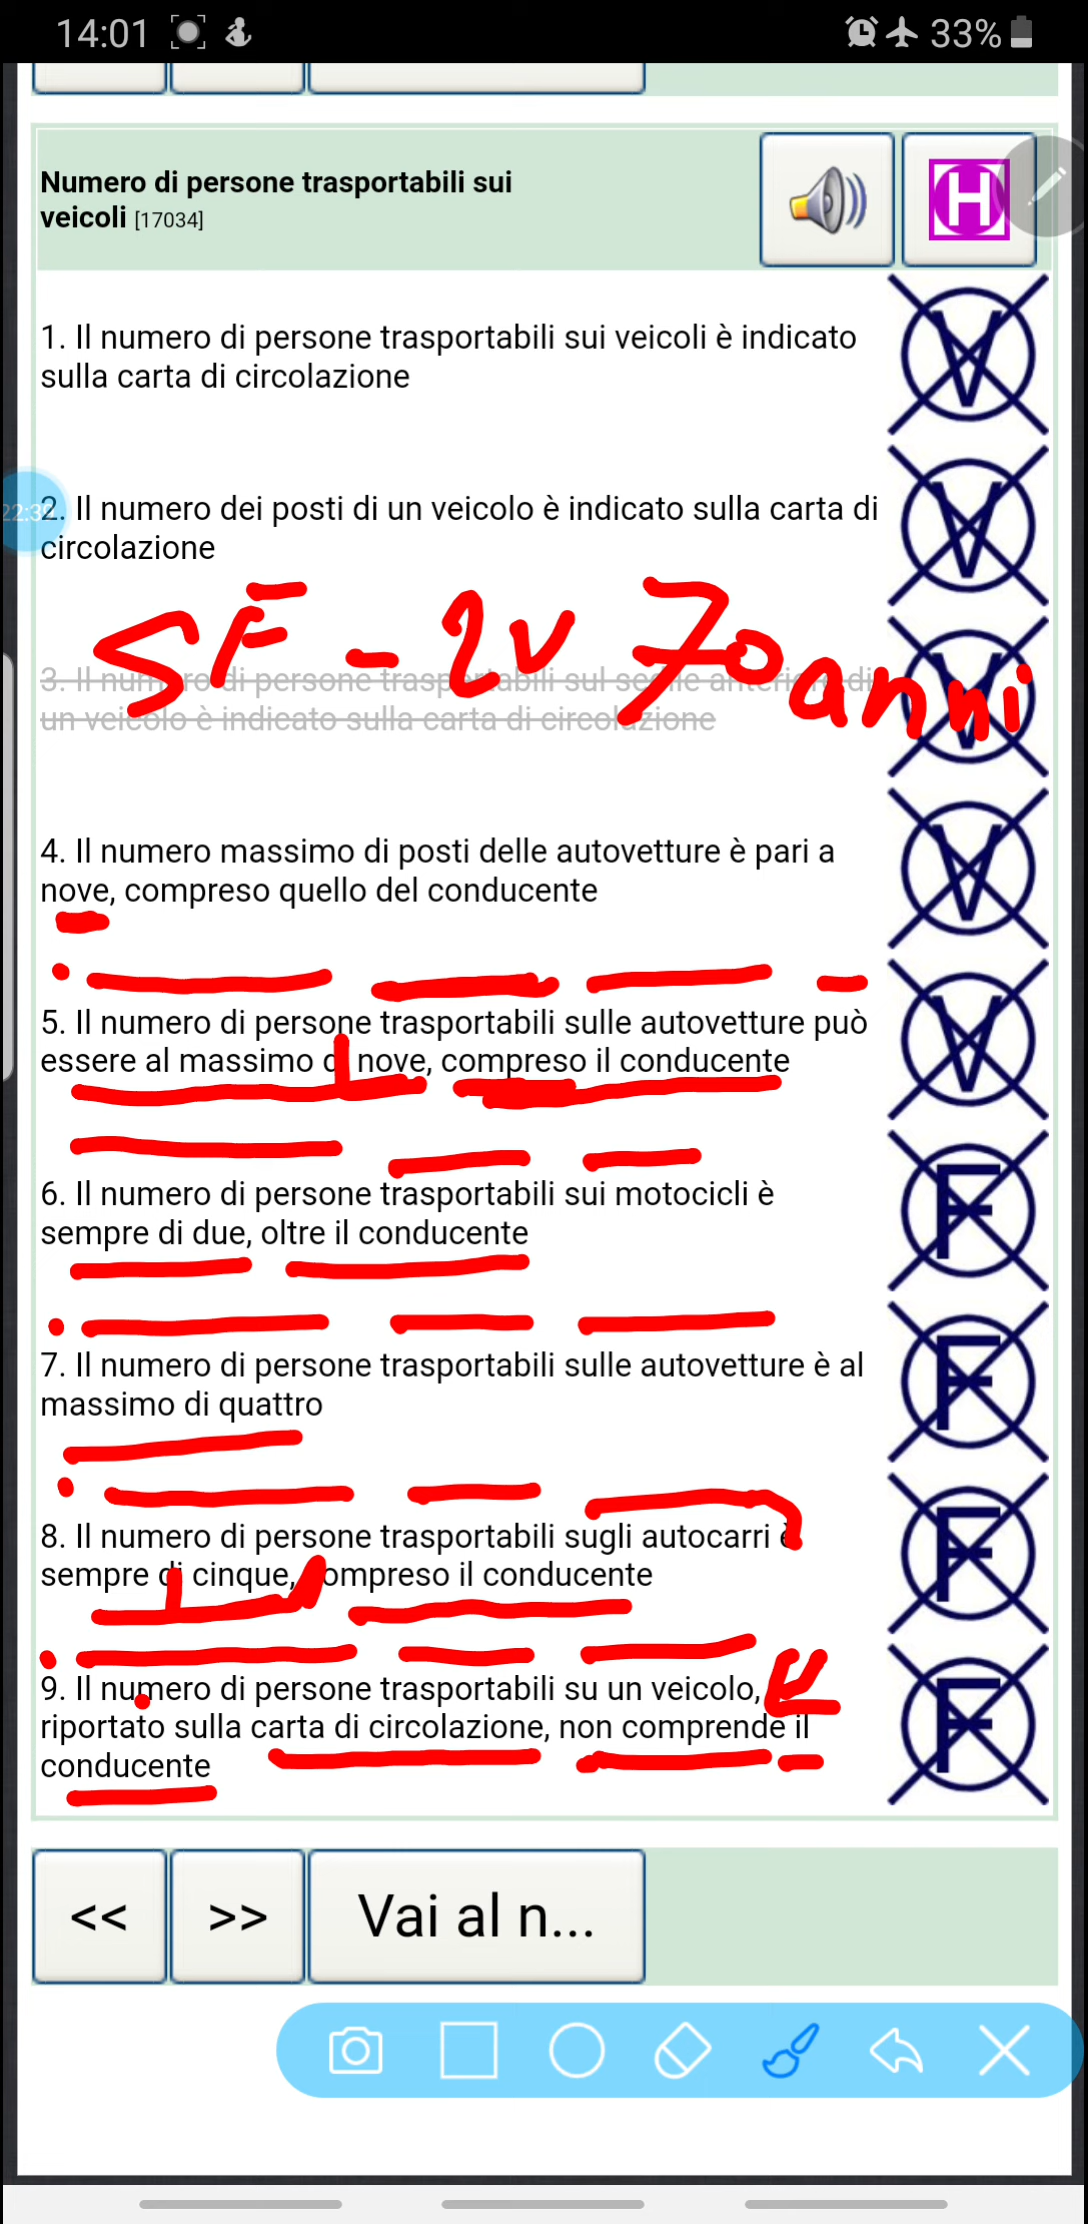 14:01
33%
Numero di persone trasportabili sui
veicoli [17034]
H
1. Il numero di persone trasportabili sui veicoli è indicato
sulla carta di circolazione
V
22:39
2. Il numero dei posti di un veicolo è indicato sulla carta di
circolazione
V
5F - 2V 70 anni
3. Il numero di persone trasportabili sul sedile anteriore di
un veicolo è indicato sulla carta di circolazione
V
4. Il numero massimo di posti delle autovetture è pari a
nove, compreso quello del conducente
V
5. Il numero di persone trasportabili sulle autovetture può
essere al massimo di nove, compreso il conducente
V
6. Il numero di persone trasportabili sui motocicli è
sempre di due, oltre il conducente
F
7. Il numero di persone trasportabili sulle autovetture è al
massimo di quattro
F
8. Il numero di persone trasportabili sugli autocarri è
sempre di cinque, compreso il conducente
F
9. Il numero di persone trasportabili su un veicolo,
riportato sulla carta di circolazione, non comprende il
conducente
F
<< >> Vai al n...